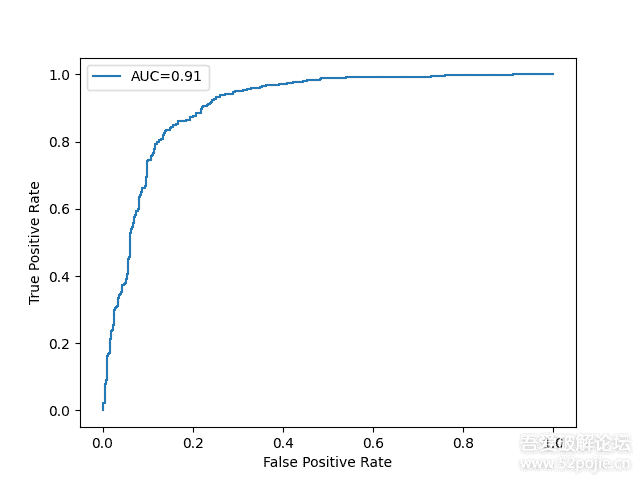 AUC=0.91
1.0
0.8
0.6
0.4
0.2
0.0
True Positive Rate
0.0 0.2 0.4 0.6 0.8 1.0
False Positive Rate
吾爱破解论坛
www.52pojie.cn